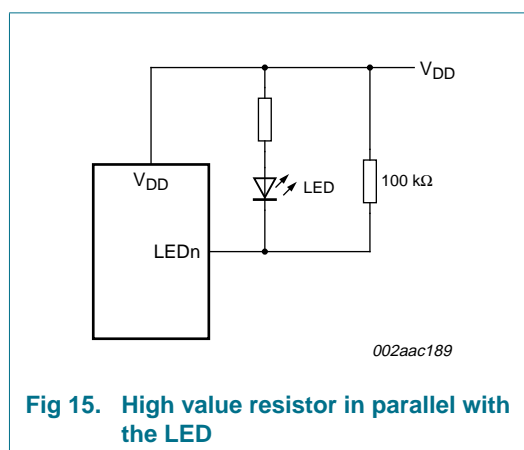 VDD
VDD
LED
100 kΩ
LEDn
002aac189
Fig 15. High value resistor in parallel with
the LED